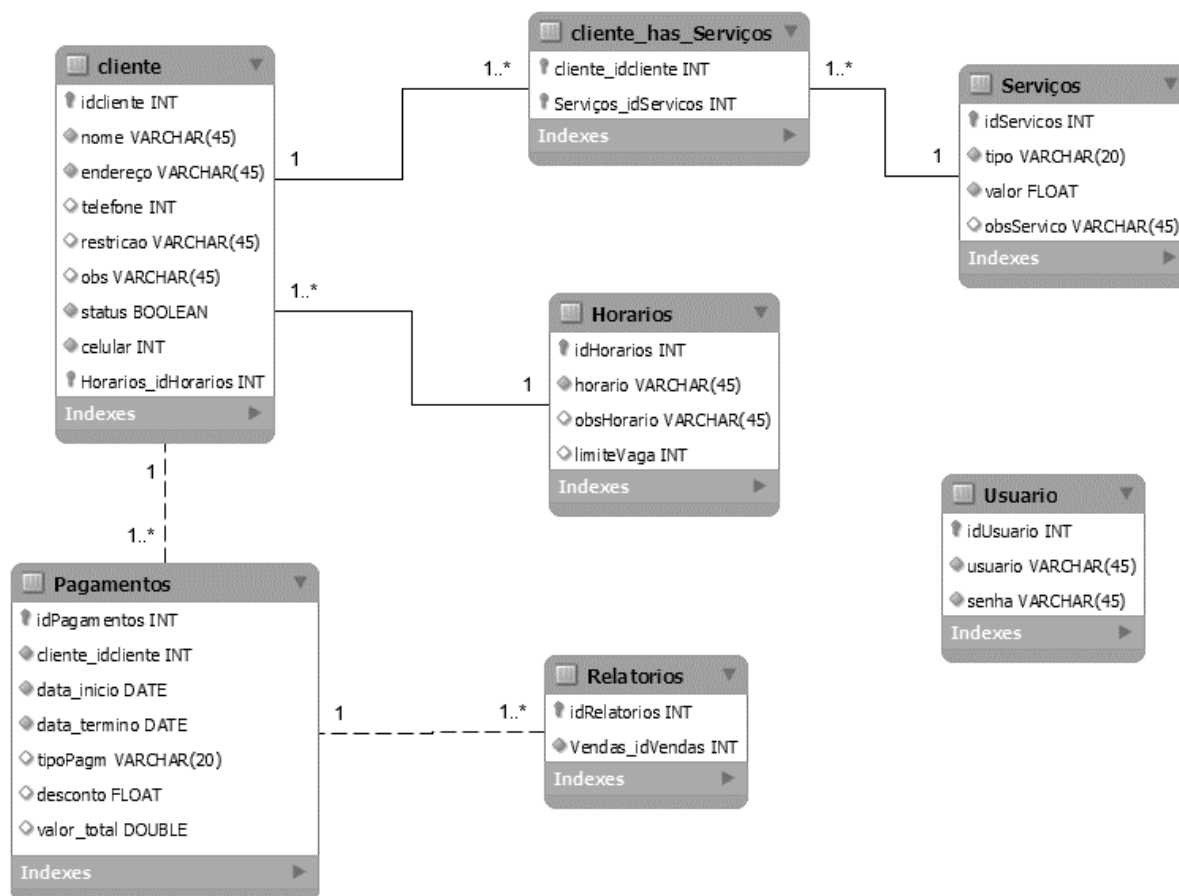 cliente
idcliente INT
nome VARCHAR(45)
endereço VARCHAR(45)
telefone INT
restricao VARCHAR(45)
obs VARCHAR(45)
status BOOLEAN
celular INT
Horarios_idHorarios INT
Indexes
1
1..*
cliente_has_Serviços
cliente_idcliente INT
Serviços_idServicos INT
Indexes
1..*
1
Serviços
idServicos INT
tipo VARCHAR(20)
valor FLOAT
obsServico VARCHAR(45)
Indexes
1..*
1
Horarios
idHorarios INT
horario VARCHAR(45)
obsHorario VARCHAR(45)
limiteVaga INT
Indexes
Usuario
idUsuario INT
usuario VARCHAR(45)
senha VARCHAR(45)
Indexes
1
1..*
Pagamentos
idPagamentos INT
cliente_idcliente INT
data_inicio DATE
data_termino DATE
tipoPagm VARCHAR(20)
desconto FLOAT
valor_total DOUBLE
Indexes
1
1..*
Relatorios
idRelatorios INT
Vendas_idVendas INT
Indexes